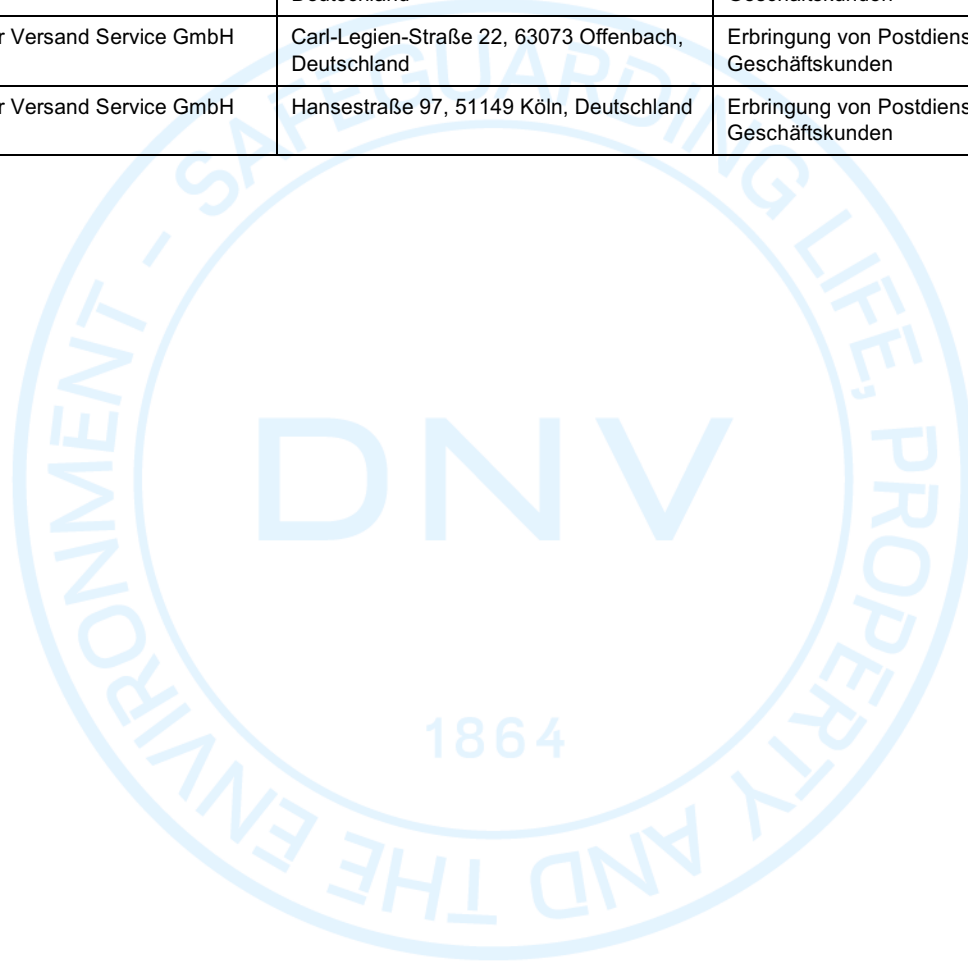 r Versand Service GmbH
Carl-Legien-Straße 22, 63073 Offenbach,
Deutschland
Erbringung von Postdiens
Geschäftskunden
r Versand Service GmbH
Hansestraße 97, 51149 Köln, Deutschland
Erbringung von Postdiens
Geschäftskunden
SAFEGUARDING LIFE, PROPERTY AND THE ENVIRONMENT -
DNV
1864